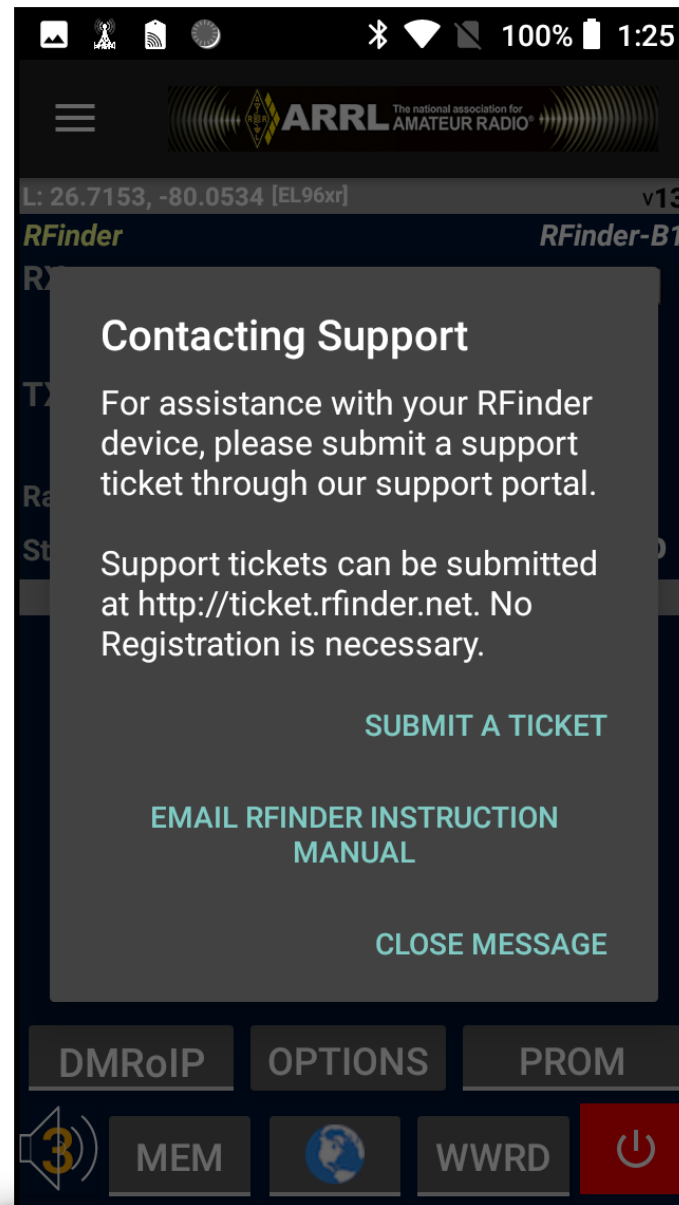 100% 1:25
ARRL The national association for
AMATEUR RADIO®
L: 26.7153, -80.0534 [EL96xr] v13
RFinder RFinder-B1
Contacting Support
For assistance with your RFinder
device, please submit a support
ticket through our support portal.
Support tickets can be submitted
at http://ticket.rfinder.net. No
Registration is necessary.
SUBMIT A TICKET
EMAIL RFINDER INSTRUCTION
MANUAL
CLOSE MESSAGE
DMRoIP OPTIONS PROM
3 MEM WWRD